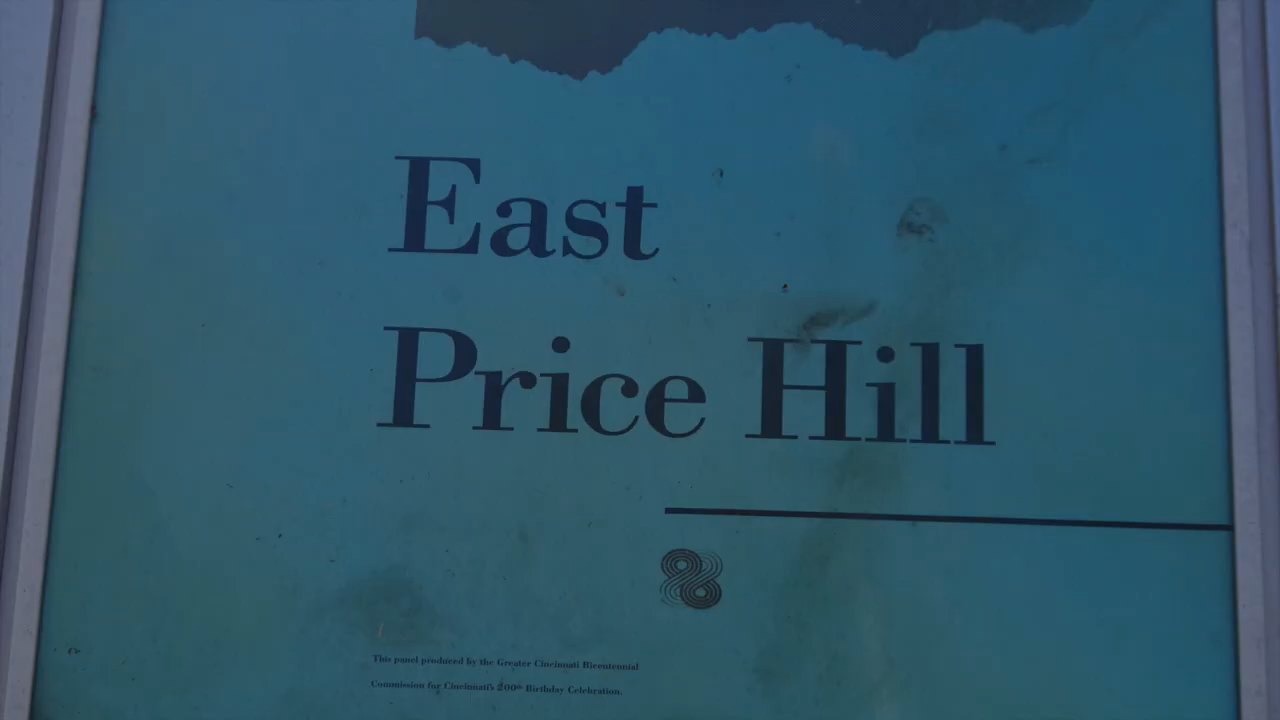 East
Price Hill
This panel produced by the Greater Cincinnati Bicentennial
Commission for Cincinnati's 200th Birthday Celebration.